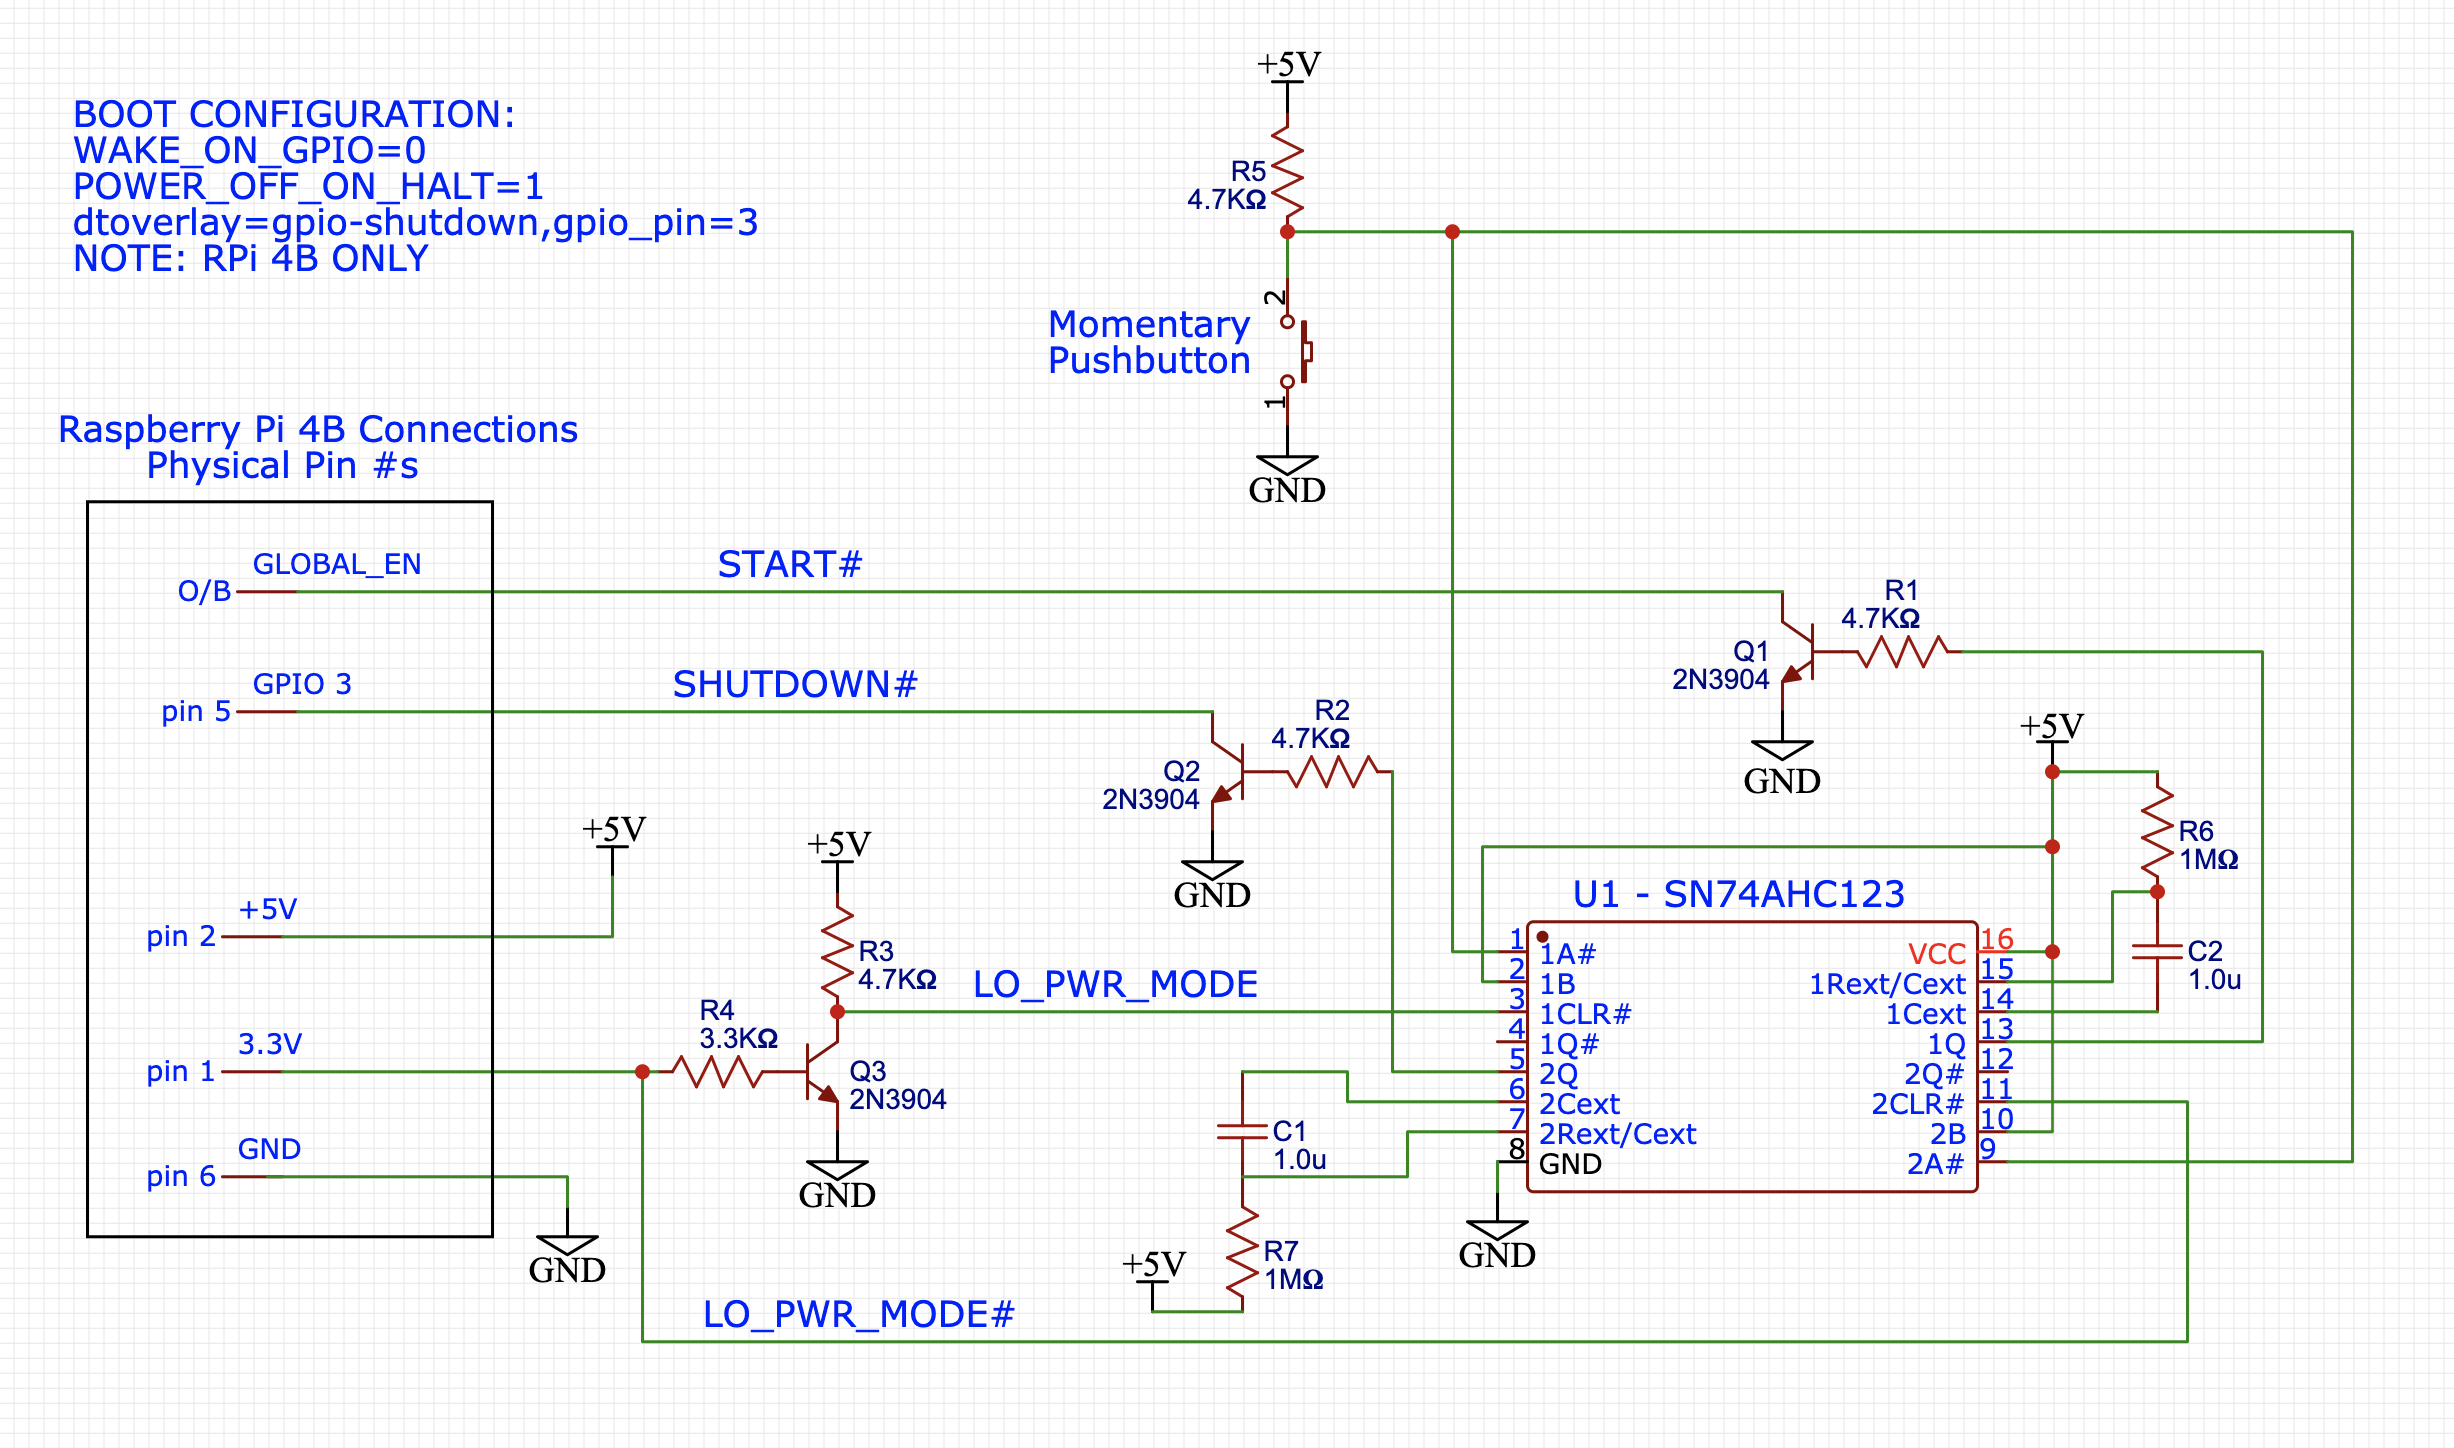 +5V
BOOT CONFIGURATION:
WAKE_ON_GPIO=0
POWER_OFF_ON_HALT=1
dtoverlay=gpio-shutdown,gpio_pin=3
NOTE: RPi 4B ONLY
R5
4.7KΩ
2
Momentary
Pushbutton
1
GND
Raspberry Pi 4B Connections
Physical Pin #s
GLOBAL_EN
O/B
START#
R1
4.7KΩ
Q1
2N3904
GND
GPIO 3
pin 5
SHUTDOWN#
R2
4.7KΩ
Q2
2N3904
GND
+5V
R6
1MΩ
+5V
+5V
pin 2
+5V
R3
4.7KΩ
LO_PWR_MODE
R4
3.3KΩ
3.3V
pin 1
Q3
2N3904
GND
GND
pin 6
GND
LO_PWR_MODE#
C1
1.0u
R7
1MΩ
+5V
U1 - SN74AHC123
1 1A#
2 1B
3 1CLR#
4 1Q#
5 2Q
6 2Cext
7 2Rext/Cext
8 GND
VCC 16
1Rext/Cext 15
1Cext 14
1Q 13
2Q# 12
2CLR# 11
2B 10
2A# 9
C2
1.0u
GND